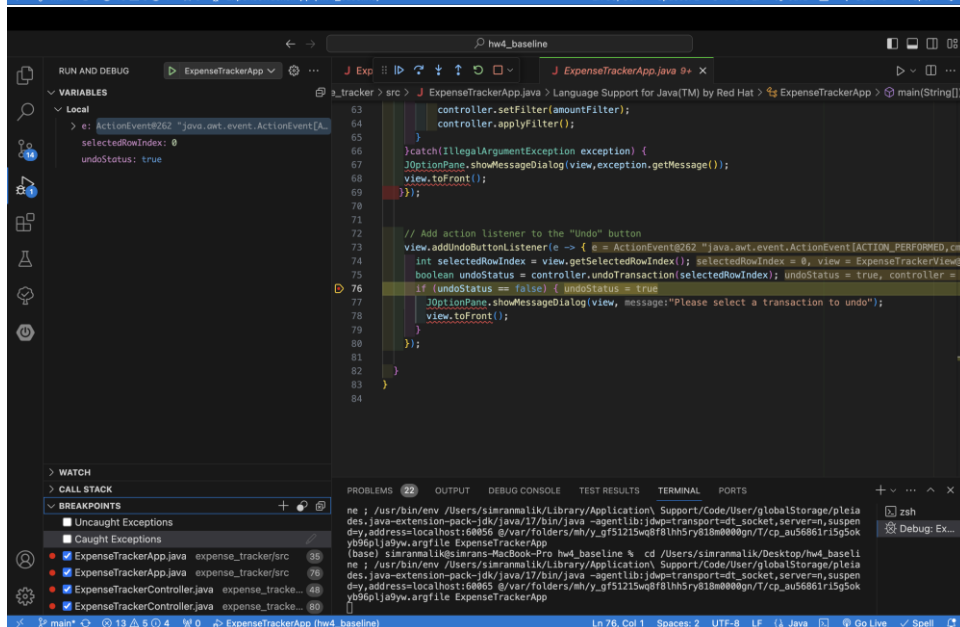 hw4_baseline
RUN AND DEBUG
ExpenseTrackerApp
VARIABLES
Local
e: ActionEvent@262 "java.awt.event.ActionEvent[A…
selectedRowIndex: 0
undoStatus: true
14
1
WATCH
CALL STACK
BREAKPOINTS
Uncaught Exceptions
Caught Exceptions
ExpenseTrackerApp.java expense_tracker/src 35
ExpenseTrackerApp.java expense_tracker/src 76
ExpenseTrackerController.java expense_tracke... 48
ExpenseTrackerController.java expense_tracke... 80
J Exp
J ExpenseTrackerApp.java 9+
e_tracker > src > J ExpenseTrackerApp.java > Language Support for Java(TM) by Red Hat > ExpenseTrackerApp > main(String[])
63 controller.setFilter(amountFilter);
64 controller.applyFilter();
65 }
66 }catch(IllegalArgumentException exception) {
67 JOptionPane.showMessageDialog(view,exception.getMessage());
68 view.toFront();
69 }});
70
71
72 // Add action listener to the "Undo" button
73 view.addUndoButtonListener(e -> { e = ActionEvent@262 "java.awt.event.ActionEvent[ACTION_PERFORMED,cm
74 int selectedRowIndex = view.getSelectedRowIndex(); selectedRowIndex = 0, view = ExpenseTrackerView@
75 boolean undoStatus = controller.undoTransaction(selectedRowIndex); undoStatus = true, controller =
76 if (undoStatus == false) { undoStatus = true
77 JOptionPane.showMessageDialog(view, message:"Please select a transaction to undo");
78 view.toFront();
79 }
80 });
81
82 }
83 }
84
PROBLEMS 22 OUTPUT DEBUG CONSOLE TEST RESULTS TERMINAL PORTS
ne ; /usr/bin/env /Users/simranmalik/Library/Application\ Support/Code/User/globalStorage/pleia
des.java-extension-pack-jdk/java/17/bin/java -agentlib:jdwp=transport=dt_socket,server=n,suspen
d=y,address=localhost:60056 @/var/folders/mh/y_gf51215wq8f8lhh5ry818m0000gn/T/cp_au56861ri5g5ok
yb96plja9yw.argfile ExpenseTrackerApp
(base) simranmalik@simrans-MacBook-Pro hw4_baseline % cd /Users/simranmalik/Desktop/hw4_baseli
ne ; /usr/bin/env /Users/simranmalik/Library/Application\ Support/Code/User/globalStorage/pleia
des.java-extension-pack-jdk/java/17/bin/java -agentlib:jdwp=transport=dt_socket,server=n,suspen
d=y,address=localhost:60065 @/var/folders/mh/y_gf51215wq8f8lhh5ry818m0000gn/T/cp_au56861ri5g5ok
yb96plja9yw.argfile ExpenseTrackerApp
zsh
Debug: Ex...
main* 13 5 4 0 ExpenseTrackerApp (hw4_baseline) Ln 76, Col 1 Spaces: 2 UTF-8 LF Java Go Live Spell